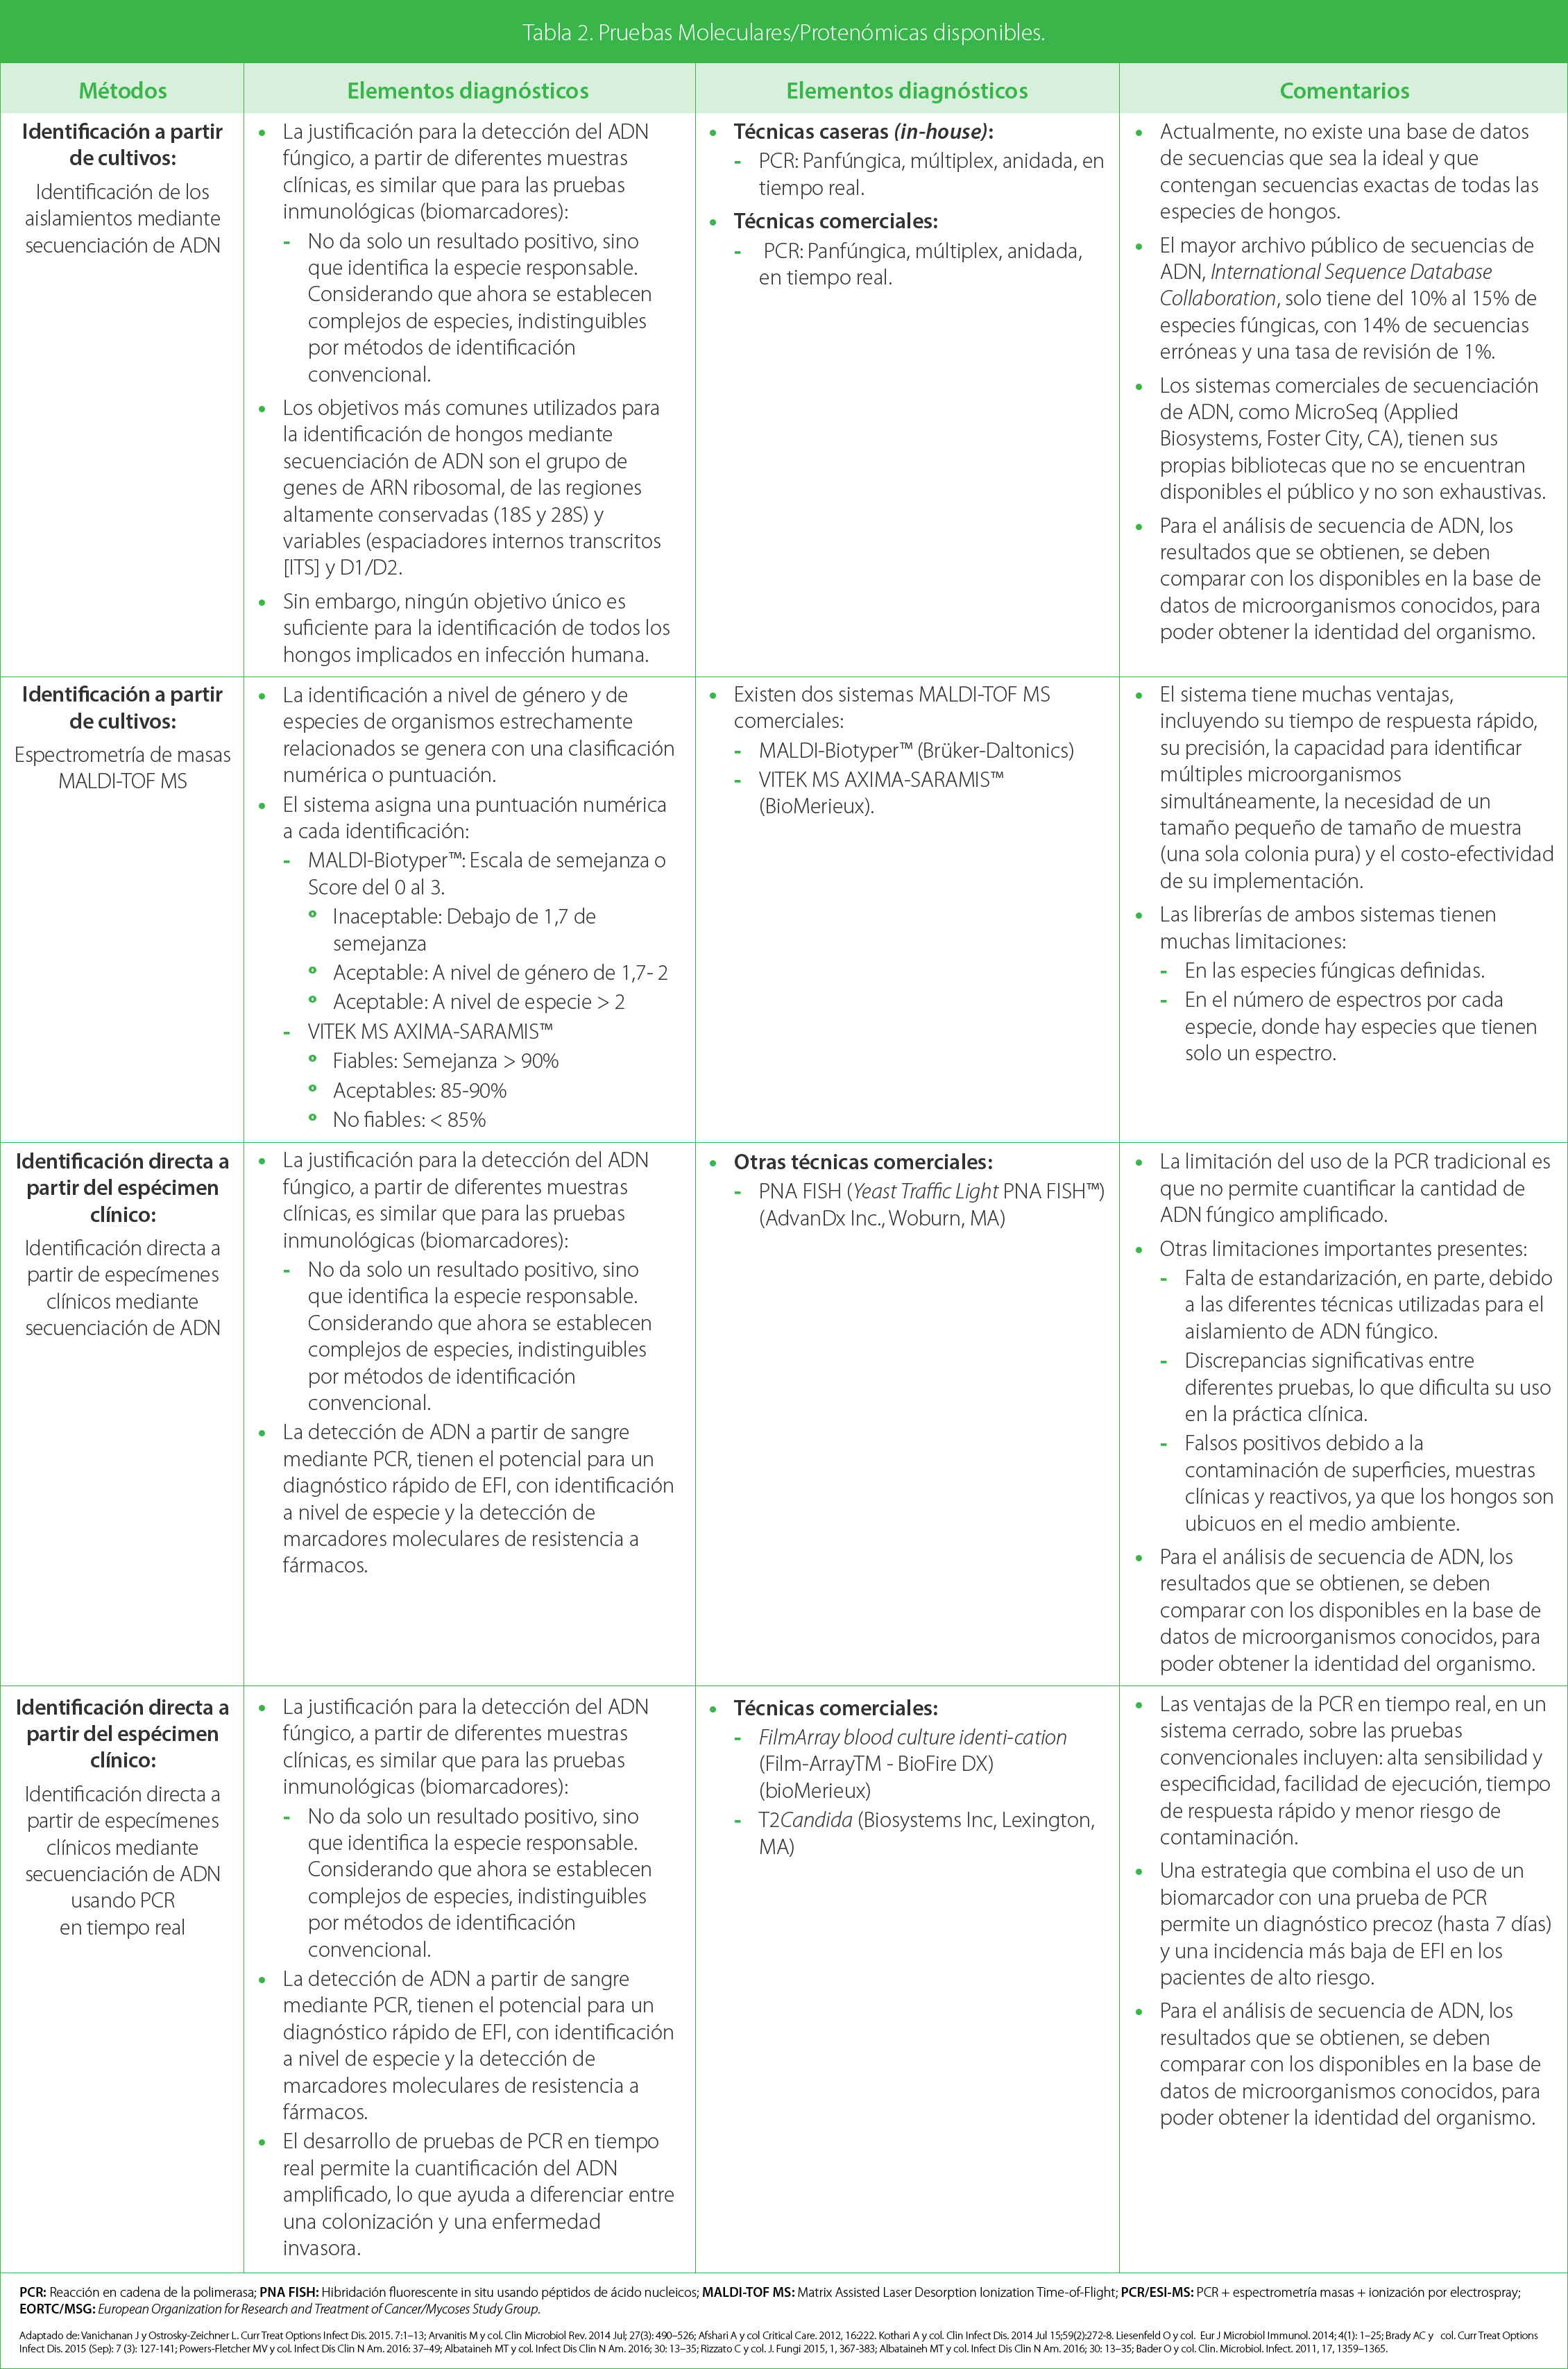 Tabla 2. Pruebas Moleculares/Protenómicas disponibles.
Métodos
Elementos diagnósticos
Elementos diagnósticos
Comentarios
Identificación a partir
de cultivos:
Identificación de los
aislamientos mediante
secuenciación de ADN
• La justificación para la detección del ADN
fúngico, a partir de diferentes muestras
clínicas, es similar que para las pruebas
inmunológicas (biomarcadores):
- No da solo un resultado positivo, sino
que identifica la especie responsable.
Considerando que ahora se establecen
complejos de especies, indistinguibles
por métodos de identificación
convencional.
• Los objetivos más comunes utilizados para
la identificación de hongos mediante
secuenciación de ADN son el grupo de
genes de ARN ribosomal, de las regiones
altamente conservadas (18S y 28S) y
variables (espaciadores internos transcritos
[ITS] y D1/D2.
• Sin embargo, ningún objetivo único es
suficiente para la identificación de todos los
hongos implicados en infección humana.
• Técnicas caseras (in-house):
- PCR: Panfúngica, múltiplex, anidada, en
tiempo real.
• Técnicas comerciales:
- PCR: Panfúngica, múltiplex, anidada,
en tiempo real.
• Actualmente, no existe una base de datos
de secuencias que sea la ideal y que
contengan secuencias exactas de todas las
especies de hongos.
• El mayor archivo público de secuencias de
ADN, International Sequence Database
Collaboration, solo tiene del 10% al 15% de
especies fúngicas, con 14% de secuencias
erróneas y una tasa de revisión de 1%.
• Los sistemas comerciales de secuenciación
de ADN, como MicroSeq (Applied
Biosystems, Foster City, CA), tienen sus
propias bibliotecas que no se encuentran
disponibles el público y no son exhaustivas.
• Para el análisis de secuencia de ADN, los
resultados que se obtienen, se deben
comparar con los disponibles en la base de
datos de microorganismos conocidos, para
poder obtener la identidad del organismo.
Identificación a partir
de cultivos:
Espectrometría de masas
MALDI-TOF MS
• La identificación a nivel de género y de
especies de organismos estrechamente
relacionados se genera con una clasificación
numérica o puntuación.
• El sistema asigna una puntuación numérica
a cada identificación:
- MALDI-Biotyper™: Escala de semejanza o
Score del 0 al 3.
° Inaceptable: Debajo de 1,7 de
semejanza
° Aceptable: A nivel de género de 1,7- 2
° Aceptable: A nivel de especie > 2
- VITEK MS AXIMA-SARAMIS™
° Fiables: Semejanza > 90%
° Aceptables: 85-90%
° No fiables: < 85%
• Existen dos sistemas MALDI-TOF MS
comerciales:
- MALDI-Biotyper™ (Brüker-Daltonics)
- VITEK MS AXIMA-SARAMIS™
(BioMerieux).
• El sistema tiene muchas ventajas,
incluyendo su tiempo de respuesta rápido,
su precisión, la capacidad para identificar
múltiples microorganismos
simultáneamente, la necesidad de un
tamaño pequeño de tamaño de muestra
(una sola colonia pura) y el costo-efectividad
de su implementación.
• Las librerías de ambos sistemas tienen
muchas limitaciones:
- En las especies fúngicas definidas.
- En el número de espectros por cada
especie, donde hay especies que tienen
solo un espectro.
Identificación directa a
partir del espécimen
clínico:
Identificación directa a
partir de especímenes
clínicos mediante
secuenciación de ADN
• La justificación para la detección del ADN
fúngico, a partir de diferentes muestras
clínicas, es similar que para las pruebas
inmunológicas (biomarcadores):
- No da solo un resultado positivo, sino
que identifica la especie responsable.
Considerando que ahora se establecen
complejos de especies, indistinguibles
por métodos de identificación
convencional.
• La detección de ADN a partir de sangre
mediante PCR, tienen el potencial para un
diagnóstico rápido de EFI, con identificación
a nivel de especie y la detección de
marcadores moleculares de resistencia a
fármacos.
• Otras técnicas comerciales:
- PNA FISH (Yeast Traffic Light PNA FISH™)
(AdvanDx Inc., Woburn, MA)
• La limitación del uso de la PCR tradicional es
que no permite cuantificar la cantidad de
ADN fúngico amplificado.
• Otras limitaciones importantes presentes:
- Falta de estandarización, en parte, debido
a las diferentes técnicas utilizadas para el
aislamiento de ADN fúngico.
- Discrepancias significativas entre
diferentes pruebas, lo que dificulta su uso
en la práctica clínica.
- Falsos positivos debido a la
contaminación de superficies, muestras
clínicas y reactivos, ya que los hongos son
ubicuos en el medio ambiente.
• Para el análisis de secuencia de ADN, los
resultados que se obtienen, se deben
comparar con los disponibles en la base de
datos de microorganismos conocidos, para
poder obtener la identidad del organismo.
Identificación directa a
partir del espécimen
clínico:
Identificación directa a
partir de especímenes
clínicos mediante
secuenciación de ADN
usando PCR
en tiempo real
• La justificación para la detección del ADN
fúngico, a partir de diferentes muestras
clínicas, es similar que para las pruebas
inmunológicas (biomarcadores):
- No da solo un resultado positivo, sino
que identifica la especie responsable.
Considerando que ahora se establecen
complejos de especies, indistinguibles
por métodos de identificación
convencional.
• La detección de ADN a partir de sangre
mediante PCR, tienen el potencial para un
diagnóstico rápido de EFI, con identificación
a nivel de especie y la detección de
marcadores moleculares de resistencia a
fármacos.
• El desarrollo de pruebas de PCR en tiempo
real permite la cuantificación del ADN
amplificado, lo que ayuda a diferenciar entre
una colonización y una enfermedad
invasora.
• Técnicas comerciales:
- FilmArray blood culture identi-cation
(Film-ArrayTM - BioFire DX)
(bioMerieux)
- T2Candida (Biosystems Inc, Lexington,
MA)
• Las ventajas de la PCR en tiempo real, en un
sistema cerrado, sobre las pruebas
convencionales incluyen: alta sensibilidad y
especificidad, facilidad de ejecución, tiempo
de respuesta rápido y menor riesgo de
contaminación.
• Una estrategia que combina el uso de un
biomarcador con una prueba de PCR
permite un diagnóstico precoz (hasta 7 días)
y una incidencia más baja de EFI en los
pacientes de alto riesgo.
• Para el análisis de secuencia de ADN, los
resultados que se obtienen, se deben
comparar con los disponibles en la base de
datos de microorganismos conocidos, para
poder obtener la identidad del organismo.
PCR: Reacción en cadena de la polimerasa; PNA FISH: Hibridación fluorescente in situ usando péptidos de ácido nucleicos; MALDI-TOF MS: Matrix Assisted Laser Desorption Ionization Time-of-Flight; PCR/ESI-MS: PCR + espectrometría masas + ionización por electrospray;
EORTC/MSG: European Organization for Research and Treatment of Cancer/Mycoses Study Group.
Adaptado de: Vanichanan J y Ostrosky-Zeichner L. Curr Treat Options Infect Dis. 2015. 7:1–13; Arvanitis M y col. Clin Microbiol Rev. 2014 Jul; 27(3): 490–526; Afshari A y col Critical Care. 2012, 16:222. Kothari A y col. Clin Infect Dis. 2014 Jul 15;59(2):272-8. Liesenfeld O y col. Eur J Microbiol Immunol. 2014; 4(1): 1–25; Brady AC y col. Curr Treat Options
Infect Dis. 2015 (Sep): 7 (3): 127-141; Powers-Fletcher MV y col. Infect Dis Clin N Am. 2016: 37–49; Albataineh MT y col. Infect Dis Clin N Am. 2016; 30: 13–35; Rizzato C y col. J. Fungi 2015, 1, 367-383; Albataineh MT y col. Infect Dis Clin N Am. 2016; 30: 13–35; Bader O y col. Clin. Microbiol. Infect. 2011, 17, 1359–1365.